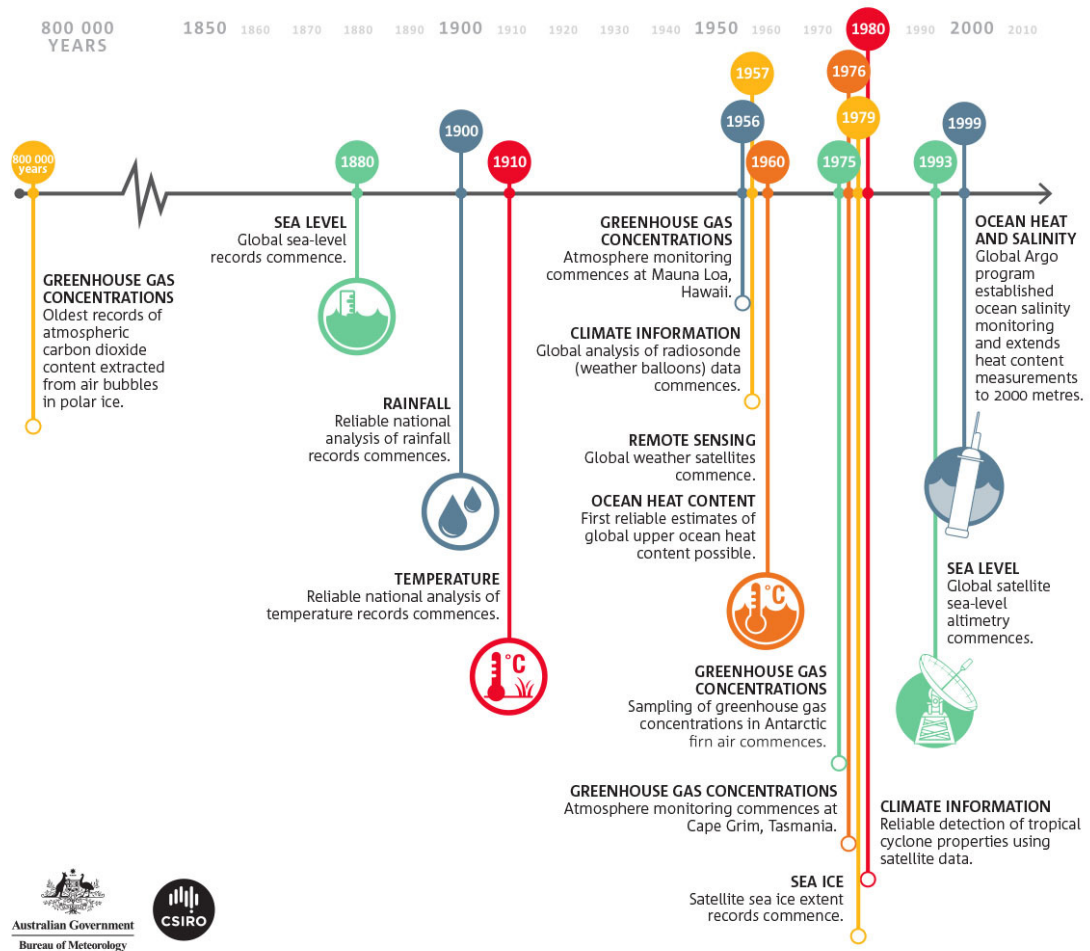 800 000
YEARS
1850 1860 1870 1880 1890 1900 1910 1920 1930 1940 1950 1960 1970 1980 1990 2000 2010
1957
1976
1900
1956
1979
1999
800 000
years
1880
1910
1960
1975
1993
GREENHOUSE GAS
CONCENTRATIONS
Oldest records of
atmospheric
carbon dioxide
content extracted
from air bubbles
in polar ice.
SEA LEVEL
Global sea-level
records commence.
RAINFALL
Reliable national
analysis of rainfall
records commences.
TEMPERATURE
Reliable national analysis of
temperature records commences.
°C
GREENHOUSE GAS
CONCENTRATIONS
Atmosphere monitoring
commences at Mauna Loa,
Hawaii.
CLIMATE INFORMATION
Global analysis of radiosonde
(weather balloons) data
commences.
REMOTE SENSING
Global weather satellites
commence.
OCEAN HEAT CONTENT
First reliable estimates of
global upper ocean heat
content possible.
°C
GREENHOUSE GAS
CONCENTRATIONS
Sampling of greenhouse gas
concentrations in Antarctic
firn air commences.
GREENHOUSE GAS CONCENTRATIONS
Atmosphere monitoring commences at
Cape Grim, Tasmania.
SEA ICE
Satellite sea ice extent
records commence.
CLIMATE INFORMATION
Reliable detection of tropical
cyclone properties using
satellite data.
SEA LEVEL
Global satellite
sea-level
altimetry
commences.
OCEAN HEAT
AND SALINITY
Global Argo
program
established
ocean salinity
monitoring
and extends
heat content
measurements
to 2000 metres.
Australian Government
Bureau of Meteorology
CSIRO